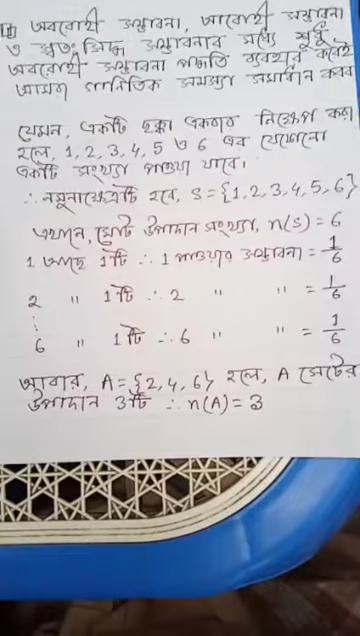 অবরোহী সম্ভাবনা, আরোহী সম্ভাবনা
ও স্বতঃসিদ্ধ সম্ভাবনার মধ্যে শুধু
অবরোহী সম্ভাবনা পদ্ধতি ব্যবহার করেই
আমরা গাণিতিক সমস্যা সমাধান করব
যেমন, একটি ছক্কা একবার নিক্ষেপ করা
হলে, 1, 2, 3, 4, 5 ও 6 এর যেকোনো
একটি সংখ্যা পাওয়া যাবে।
∴ নমুনাক্ষেত্রটি হবে, S = {1, 2, 3, 4, 5, 6}
এখানে, মোট উপাদান সংখ্যা, n(S) = 6
1 আছে 1টি ∴ 1 পাওয়ার সম্ভাবনা = 1/6
2 " 1টি ∴ 2 " " = 1/6
⋮
6 " 1টি ∴ 6 " " = 1/6
আবার, A = {2, 4, 6} হলে, A সেটের
উপাদান 3টি ∴ n(A) = 3